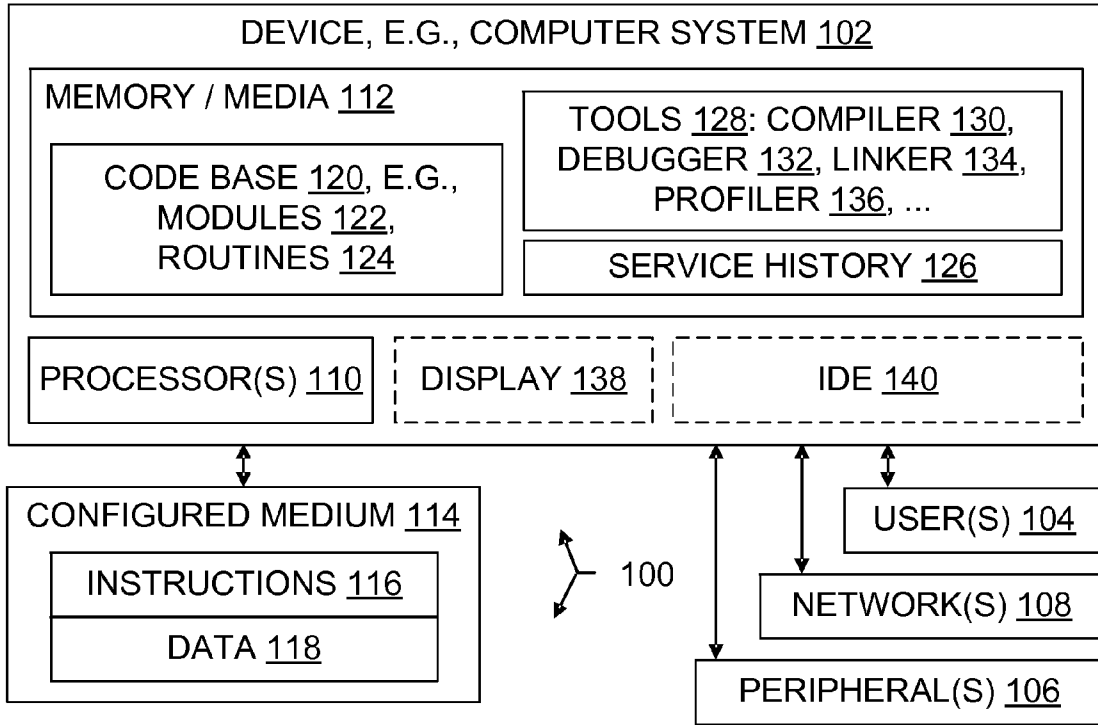 DEVICE, E.G., COMPUTER SYSTEM 102
MEMORY / MEDIA 112
CODE BASE 120, E.G.,
MODULES 122,
ROUTINES 124
TOOLS 128: COMPILER 130,
DEBUGGER 132, LINKER 134,
PROFILER 136, ...
SERVICE HISTORY 126
PROCESSOR(S) 110
DISPLAY 138
IDE 140
CONFIGURED MEDIUM 114
INSTRUCTIONS 116
DATA 118
100
USER(S) 104
NETWORK(S) 108
PERIPHERAL(S) 106